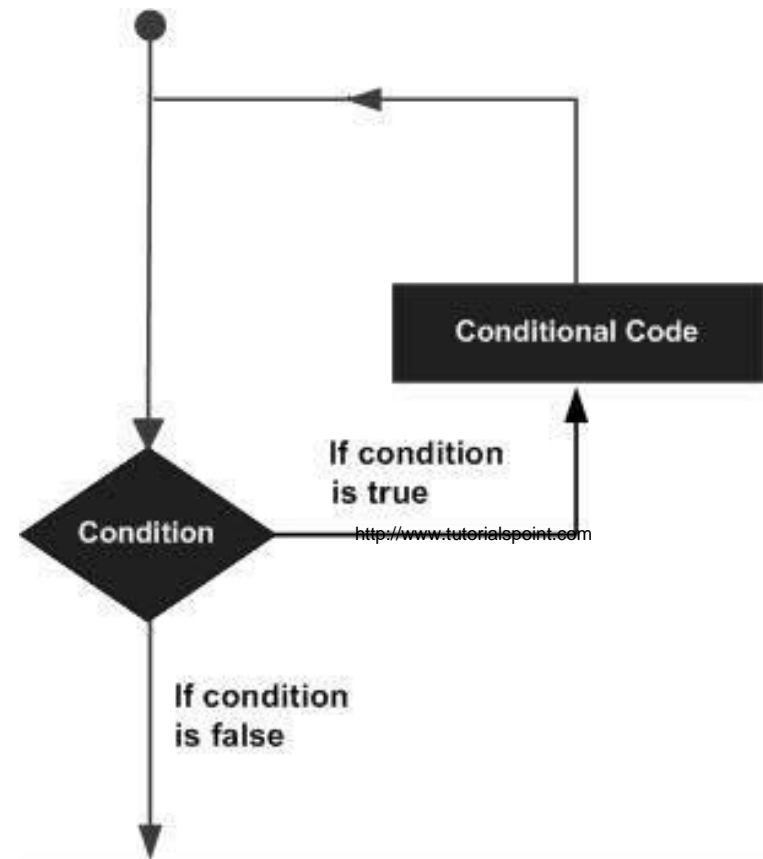 Conditional Code
If condition
is true
Condition
http://www.tutorialspoint.com
If condition
is false